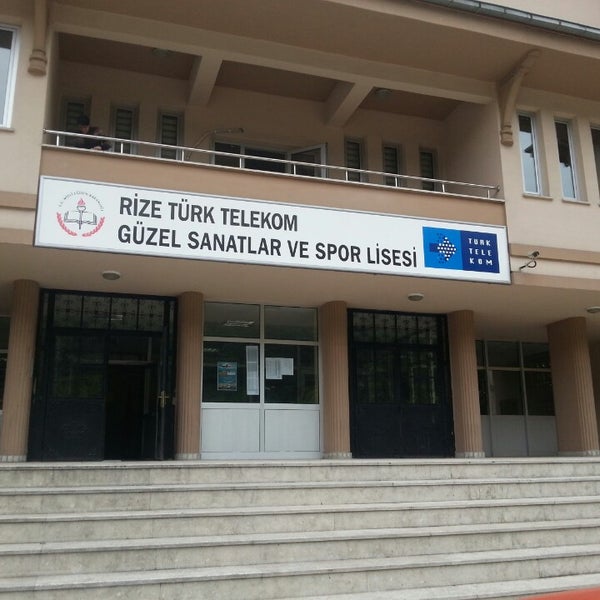 RİZE TÜRK TELEKOM
GÜZEL SANATLAR VE SPOR LİSESİ
TÜRK
TELE
KOM